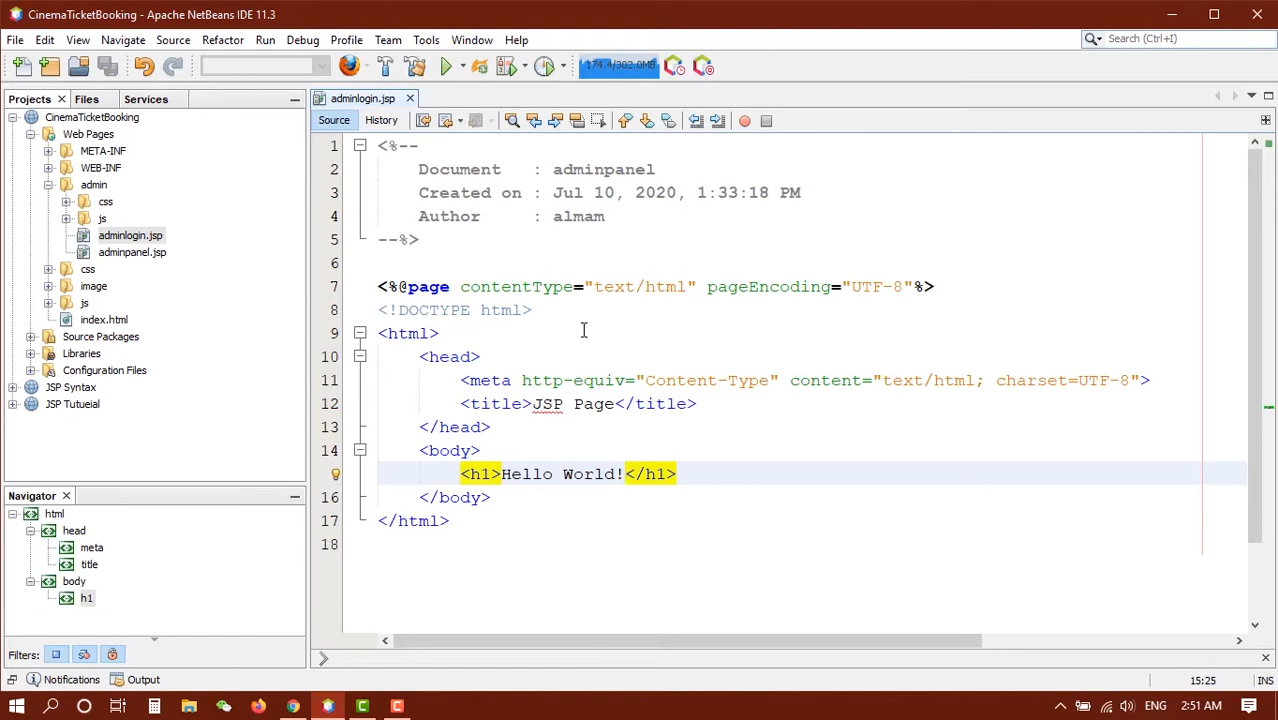 CinemaTicketBooking - Apache NetBeans IDE 11.3
File Edit View Navigate Source Refactor Run Debug Profile Team Tools Window Help
Search (Ctrl+I)
174.4/302.0MB
Projects Files Services
CinemaTicketBooking
Web Pages
META-INF
WEB-INF
admin
css
js
adminlogin.jsp
adminpanel.jsp
css
image
js
index.html
Source Packages
Libraries
Configuration Files
JSP Syntax
JSP Tutueial
Navigator
html
head
meta
title
body
h1
Filters:
adminlogin.jsp
Source History
1 <%--
2 Document : adminpanel
3 Created on : Jul 10, 2020, 1:33:18 PM
4 Author : almam
5 --%>
6
7 <%@page contentType="text/html" pageEncoding="UTF-8"%>
8 <!DOCTYPE html>
9 <html>
10 <head>
11 <meta http-equiv="Content-Type" content="text/html; charset=UTF-8">
12 <title>JSP Page</title>
13 </head>
14 <body>
<h1>Hello World!</h1>
16 </body>
17 </html>
18
Notifications Output
15:25 INS
ENG 2:51 AM